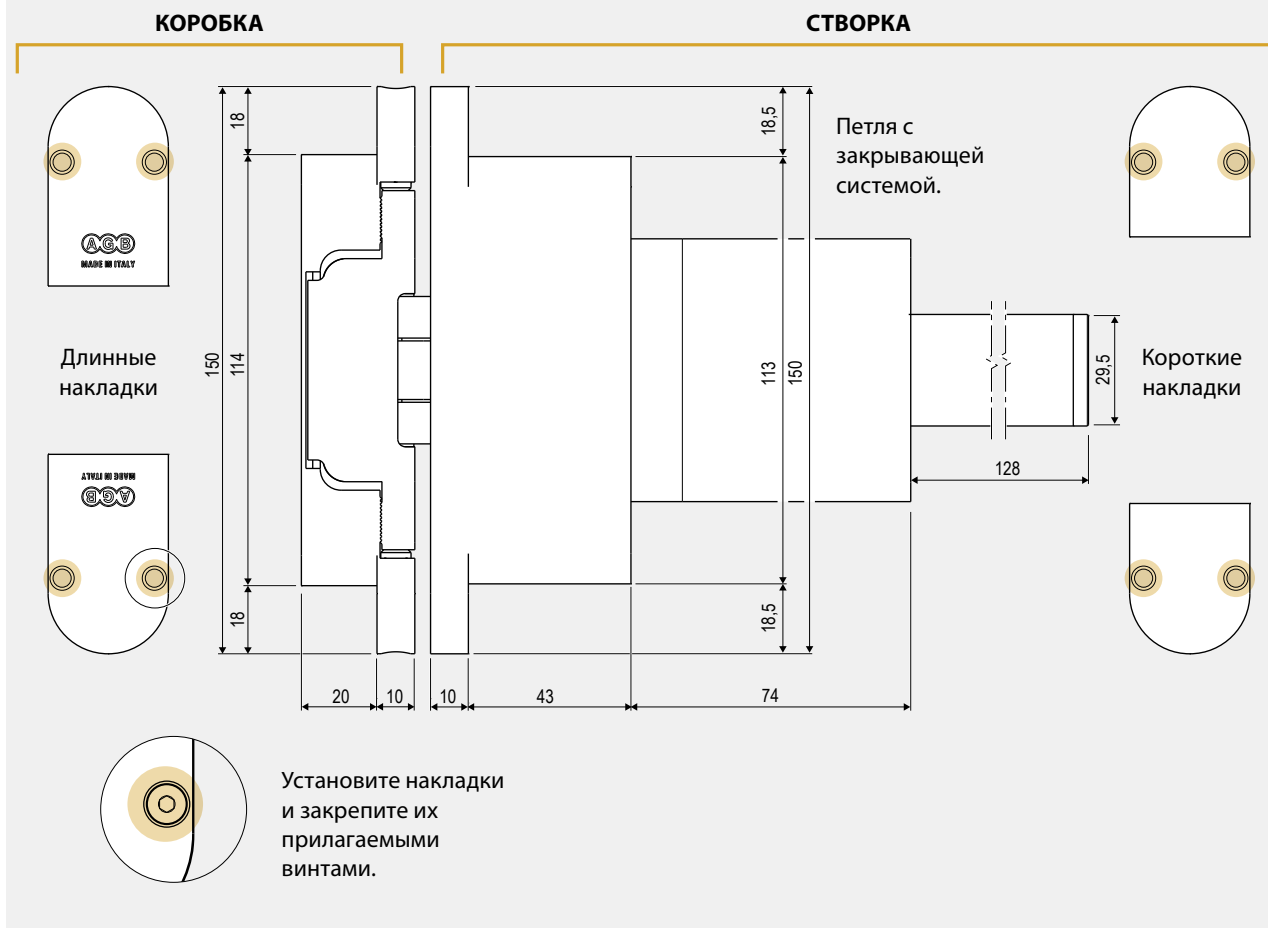 КОРОБКА
СТВОРКА
18
18,5
Петля с
закрывающей
системой.
AGB
MADE IN ITALY
Длинные
накладки
150
114
113
150
29,5
Короткие
накладки
128
MADE IN ITALY
AGB
18
18,5
20
10
10
43
74
Установите накладки
и закрепите их
прилагаемыми
винтами.